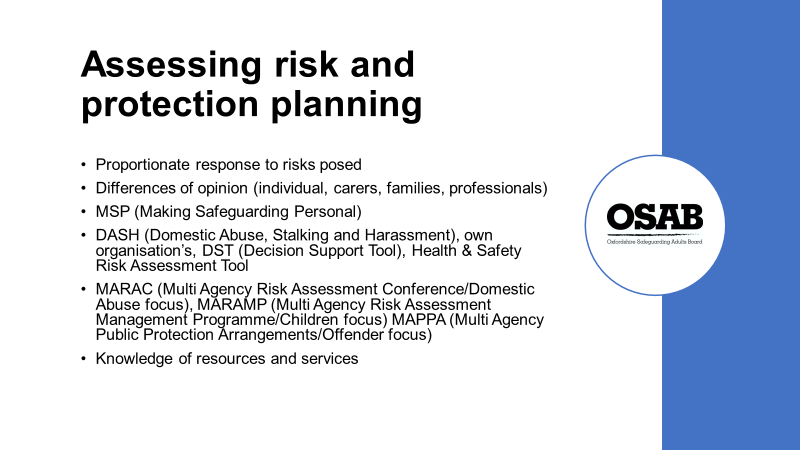 Assessing risk and
protection planning
• Proportionate response to risks posed
• Differences of opinion (individual, carers, families, professionals)
• MSP (Making Safeguarding Personal)
• DASH (Domestic Abuse, Stalking and Harassment), own
organisation's, DST (Decision Support Tool), Health & Safety
Risk Assessment Tool
• MARAC (Multi Agency Risk Assessment Conference/Domestic
Abuse focus), MARAMP (Multi Agency Risk Assessment
Management Programme/Children focus) MAPPA (Multi Agency
Public Protection Arrangements/Offender focus)
• Knowledge of resources and services
OSAB
Oxfordshire Safeguarding Adults Board